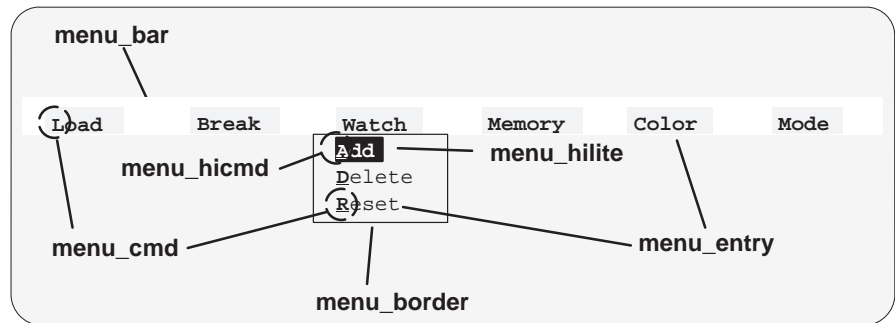 menu_bar
Load Break Watch Memory Color Mode
Add
menu_hicmd
menu_hilite
Delete
Reset
menu_cmd
menu_entry
menu_border